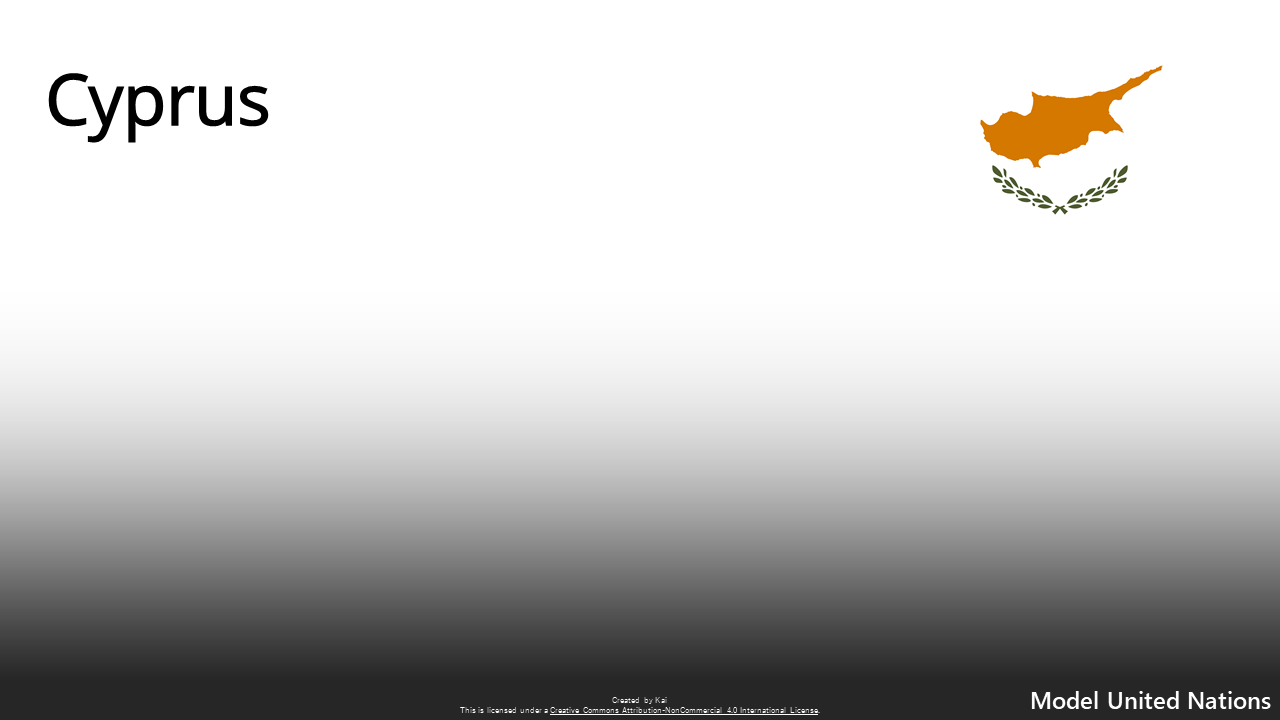 Cyprus
Created by Kai
This is licensed under a Creative Commons Attribution-NonCommercial 4.0 International License.
Model United Nations